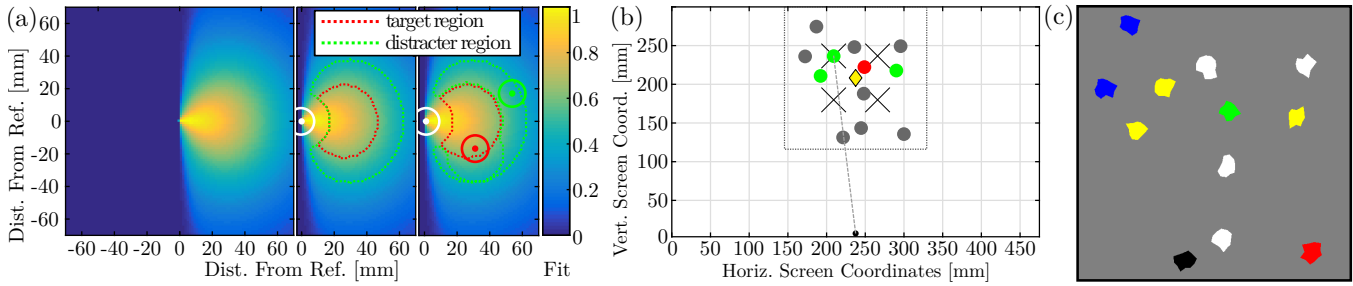 (a)
target region
distracter region
60
40
20
0
-20
-40
-60
Dist. From Ref. [mm]
-60 -40 -20 0 20 40 60
0 20 40 60
0 20 40 60
Dist. From Ref. [mm]
Fit
1
0.8
0.6
0.4
0.2
0
(b)
250
200
150
100
50
0
Vert. Screen Coord. [mm]
0 50 100 150 200 250 300 350 400 450
Horiz. Screen Coordinates [mm]
(c)